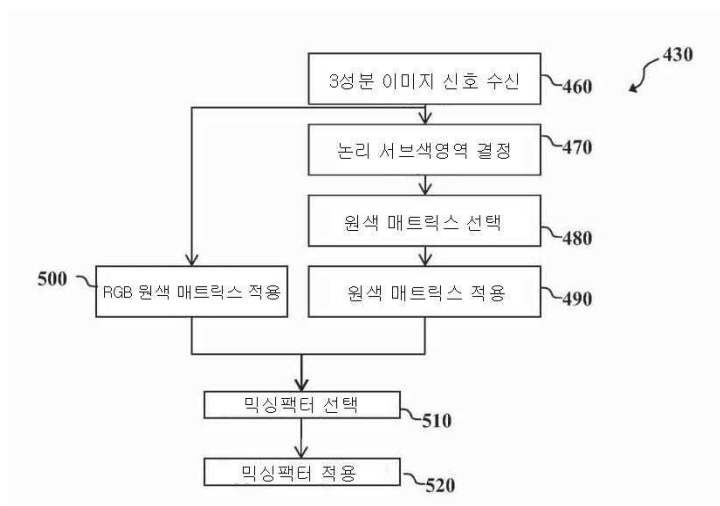 430
3성분 이미지 신호 수신
460
논리 서브색영역 결정
470
원색 매트릭스 선택
480
500
RGB 원색 매트릭스 적용
원색 매트릭스 적용
490
믹싱팩터 선택
510
믹싱팩터 적용
520